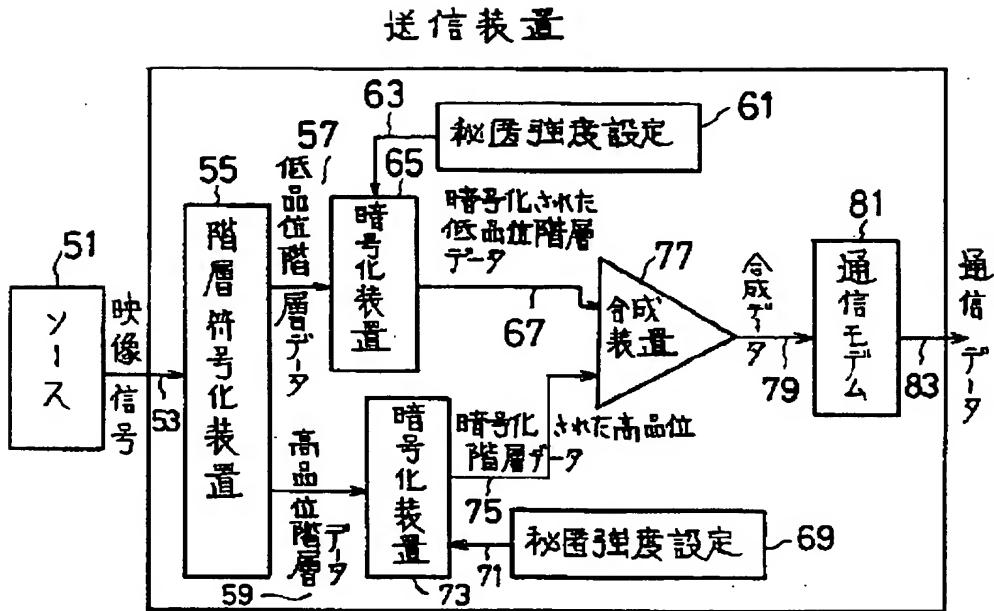 送信装置
51
ソース
映像信号
53
55
階層符号化装置
57
低品位階層データ
59
高品位階層データ
61
秘匿強度設定
63
65
暗号化装置
暗号化された
低品位階層
データ
67
69
秘匿強度設定
71
73
暗号化装置
暗号化された高品位
階層データ
75
77
合成
装置
合成データ
79
81
通信モデム
83
通信データ